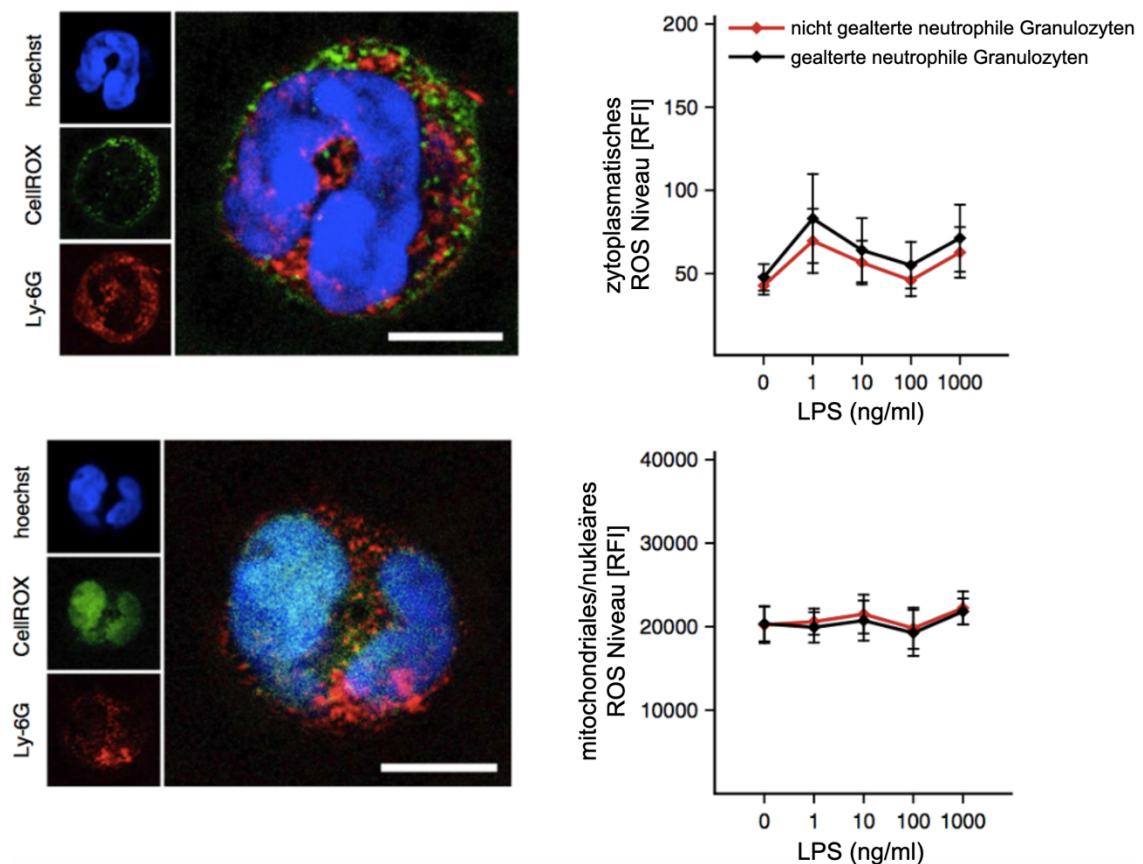 hoechst
CellROX
Ly-6G
200
150
100
50
zytoplasmatisches
ROS Niveau [RFI]
nicht gealterte neutrophile Granulozyten
gealterte neutrophile Granulozyten
0 1 10 100 1000
LPS (ng/ml)
hoechst
CellROX
Ly-6G
40000
30000
20000
10000
mitochondriales/nukleäres
ROS Niveau [RFI]
0 1 10 100 1000
LPS (ng/ml)